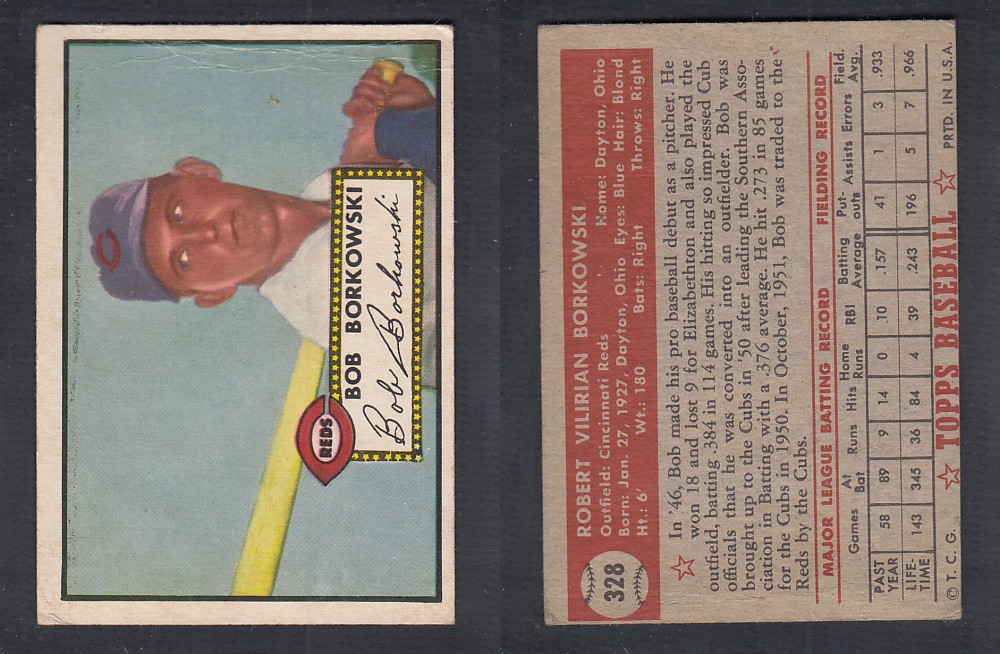 REDS
BOB BORKOWSKI
Bob Borkowski
328
ROBERT VILIRIAN BORKOWSKI
Outfield: Cincinnati Reds Home: Dayton, Ohio
Born: Jan. 27, 1927, Dayton, Ohio Eyes: Blue Hair: Blond
Ht.: 6' Wt.: 180 Bats: Right Throws: Right
In '46, Bob made his pro baseball debut as a pitcher. He
won 18 and lost 9 for Elizabethton and also played the
outfield, batting .384 in 114 games. His hitting so impressed Cub
officials that he was converted into an outfielder. Bob was
brought up to the Cubs in '50 after leading the Southern Asso-
ciation in Batting with a .376 average. He hit .273 in 85 games
for the Cubs in 1950. In October, 1951, Bob was traded to the
Reds by the Cubs.
MAJOR LEAGUE BATTING RECORD FIELDING RECORD
Games At Bat Runs Hits Home Runs RBI Batting Average Put-outs Assists Errors Field. Avg.
PAST YEAR 58 89 9 14 0 10 .157 41 1 3 .933
LIFE-TIME 143 345 36 84 4 39 .243 196 5 7 .966
© T. C. G. TOPPS BASEBALL PRTD. IN U.S.A.